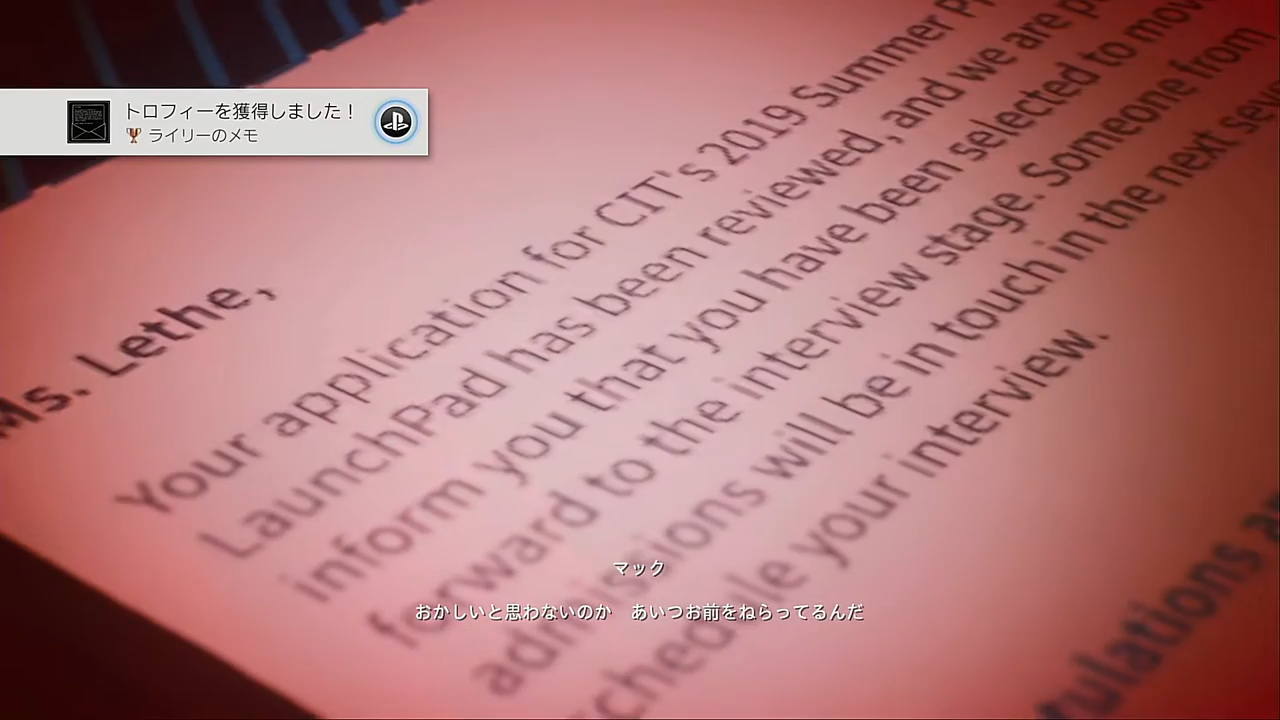 トロフィーを獲得しました！
ライリーのメモ
Ms. Lethe,
Your application for CIT's 2019 Summer
LaunchPad has been reviewed, and we are
inform you that you have been selected to move
forward to the interview stage. Someone from
admissions will be in touch in the next
schedule your interview.
マック
おかしいと思わないのか　あいつお前をねらってるんだ